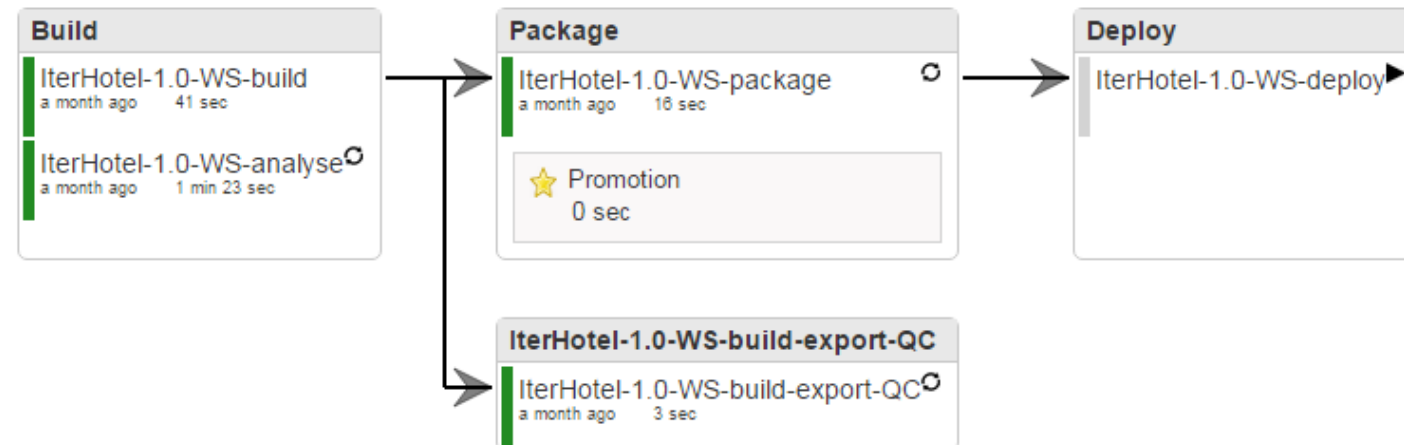 Build
IterHotel-1.0-WS-build
a month ago 41 sec
IterHotel-1.0-WS-analyse
a month ago 1 min 23 sec
Package
IterHotel-1.0-WS-package
a month ago 16 sec
Promotion
0 sec
Deploy
IterHotel-1.0-WS-deploy
IterHotel-1.0-WS-build-export-QC
IterHotel-1.0-WS-build-export-QC
a month ago 3 sec